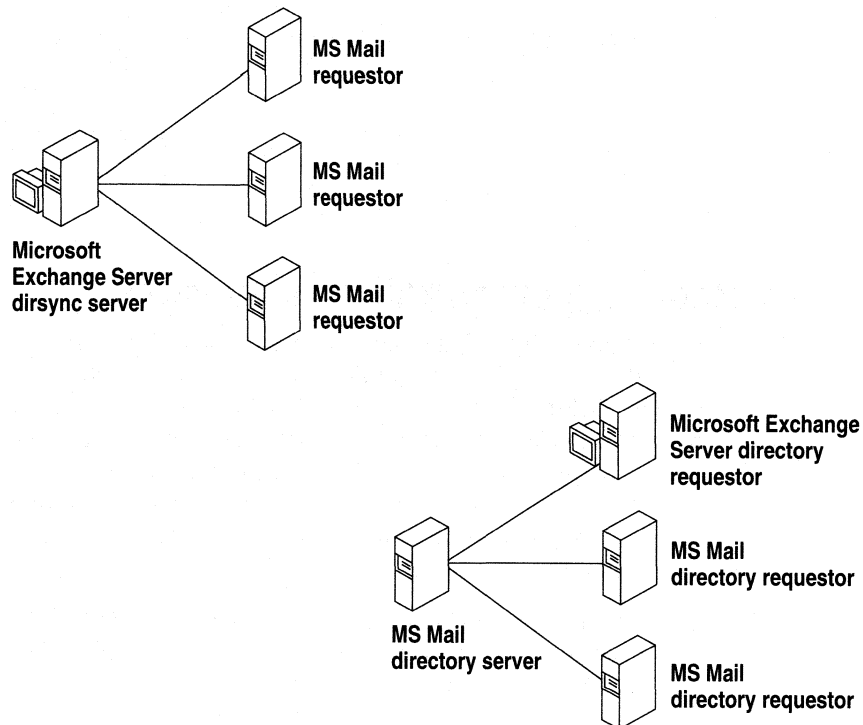 MS Mail
requestor
MS Mail
requestor
Microsoft
Exchange Server
dirsync server
MS Mail
requestor
Microsoft Exchange
Server directory
requestor
MS Mail
directory requestor
MS Mail
directory server
MS Mail
directory requestor